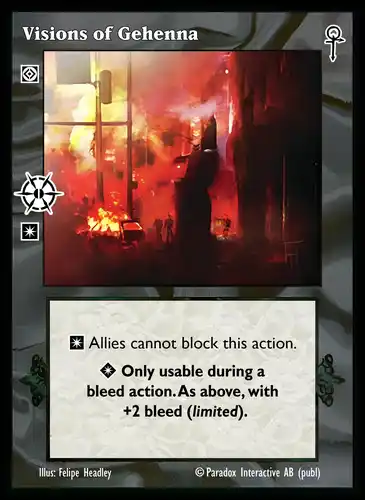 Visions of Gehenna
Allies cannot block this action.
Only usable during a
bleed action. As above, with
+2 bleed (limited).
Illus: Felipe Headley
© Paradox Interactive AB (publ)